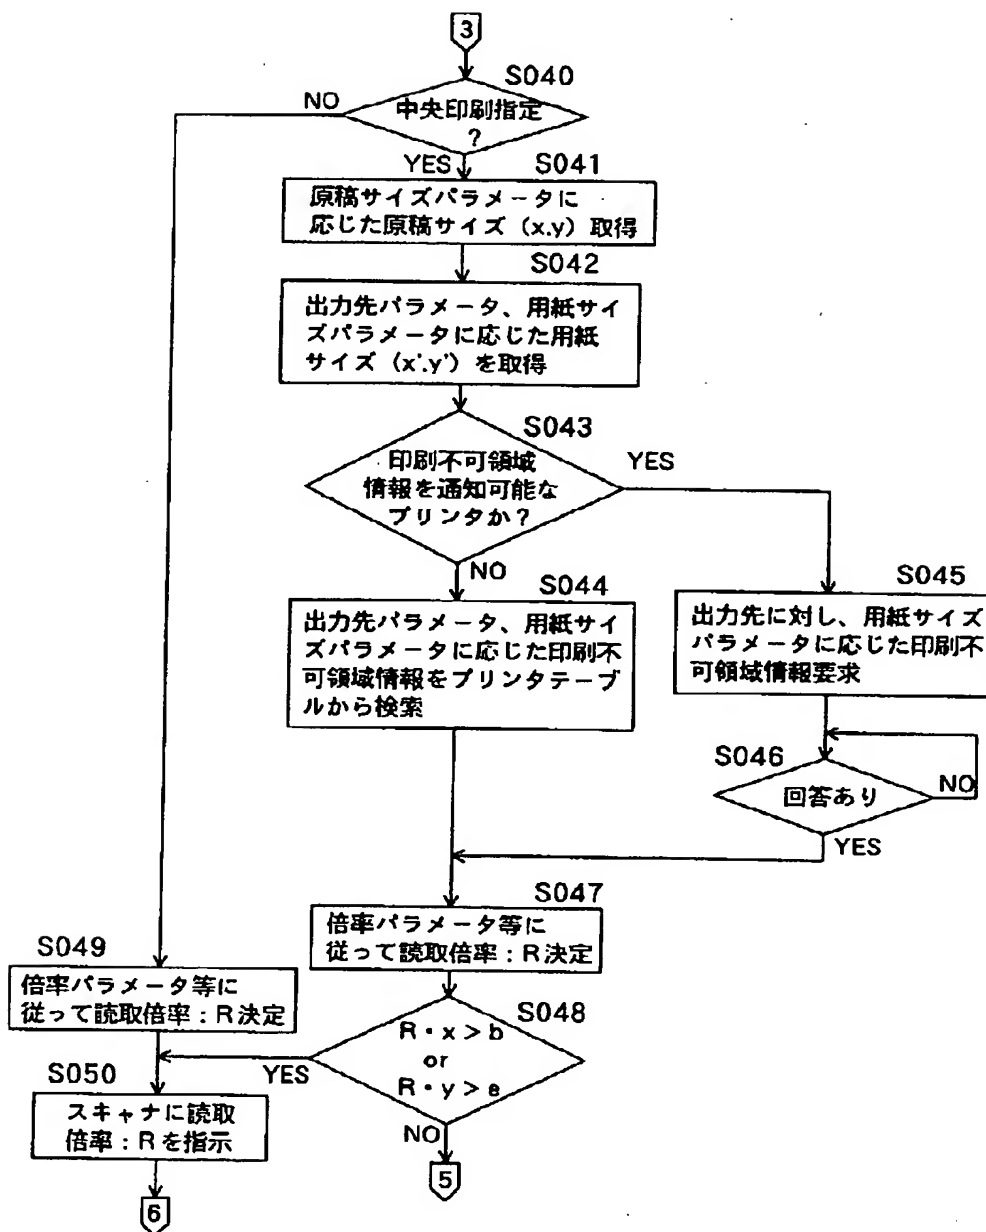 3
S040
NO
中央印刷指定
?
YES
S041
原稿サイズパラメータに
応じた原稿サイズ (x,y) 取得
S042
出力先パラメータ、用紙サイ
ズパラメータに応じた用紙
サイズ (x',y') を取得
S043
印刷不可領域
情報を通知可能な
プリンタか?
YES
NO
S044
出力先パラメータ、用紙サイ
ズパラメータに応じた印刷不
可領域情報をプリンタテーブ
ルから検索
S045
出力先に対し、用紙サイズ
パラメータに応じた印刷不
可領域情報要求
S046
回答あり
NO
YES
S047
倍率パラメータ等に
従って読取倍率:R決定
S049
倍率パラメータ等に
従って読取倍率:R決定
S048
R・x>b
or
R・y>e
YES
NO
S050
スキャナに読取
倍率:Rを指示
5
6